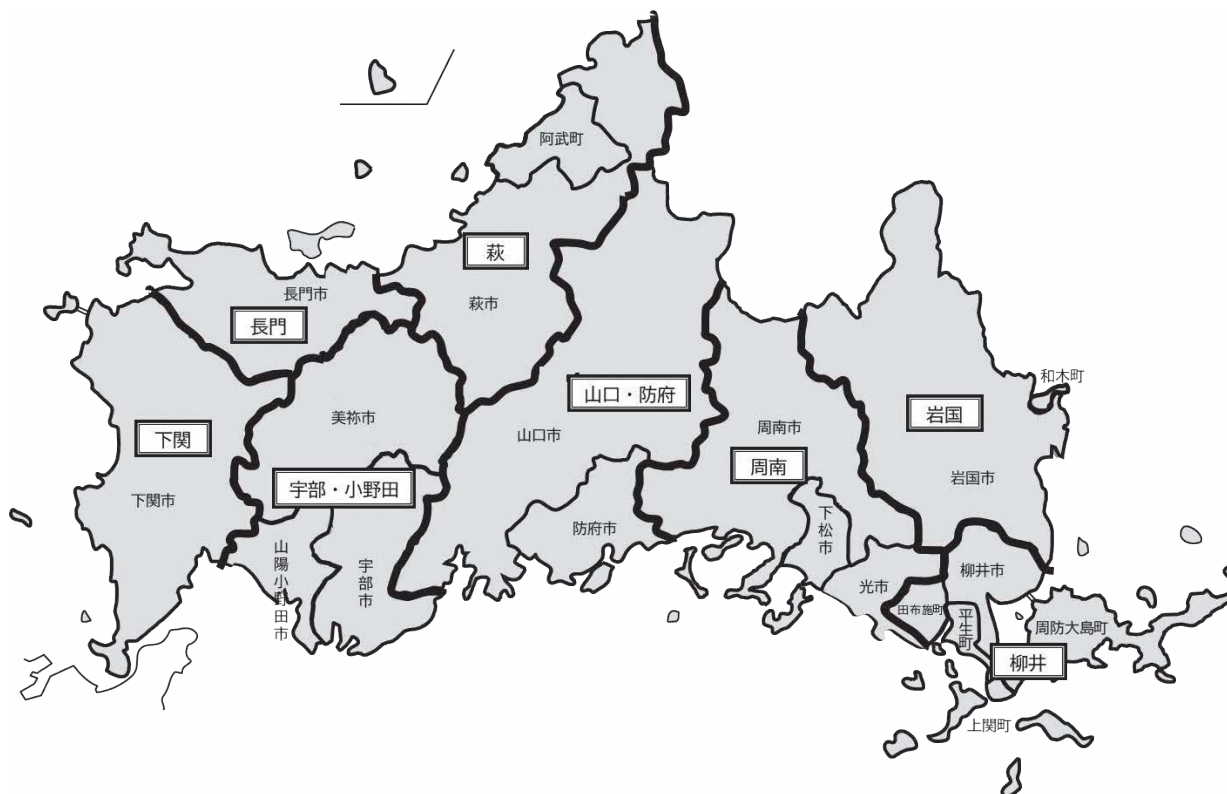 阿武町
萩
萩市
長門市
長門
美祢市
山口・防府
山口市
下関
下関市
宇部・小野田
山陽小野田市
宇部市
防府市
周南市
周南
下松市
光市
和木町
岩国
岩国市
柳井市
田布施町
平生町
周防大島町
柳井
上関町